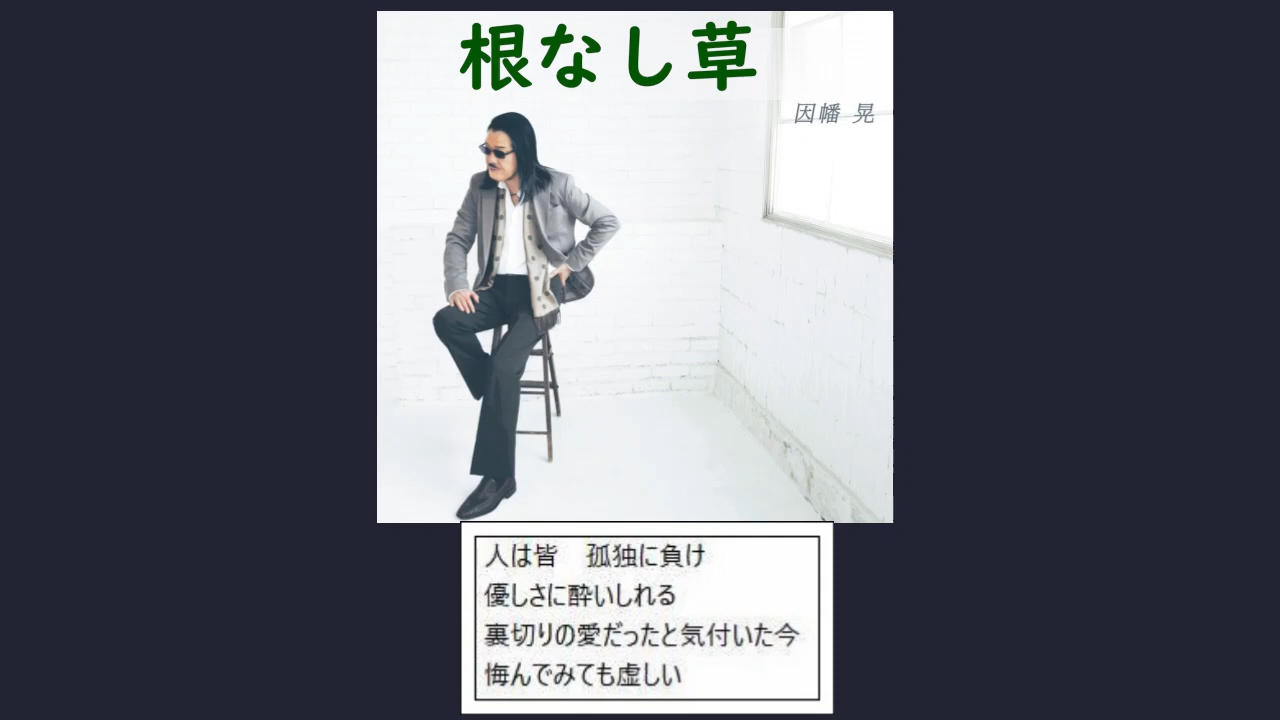 根なし草
因幡 晃
人は皆　孤独に負け
優しさに酔いしれる
裏切りの愛だったと気付いた今
悔んでみても虚しい